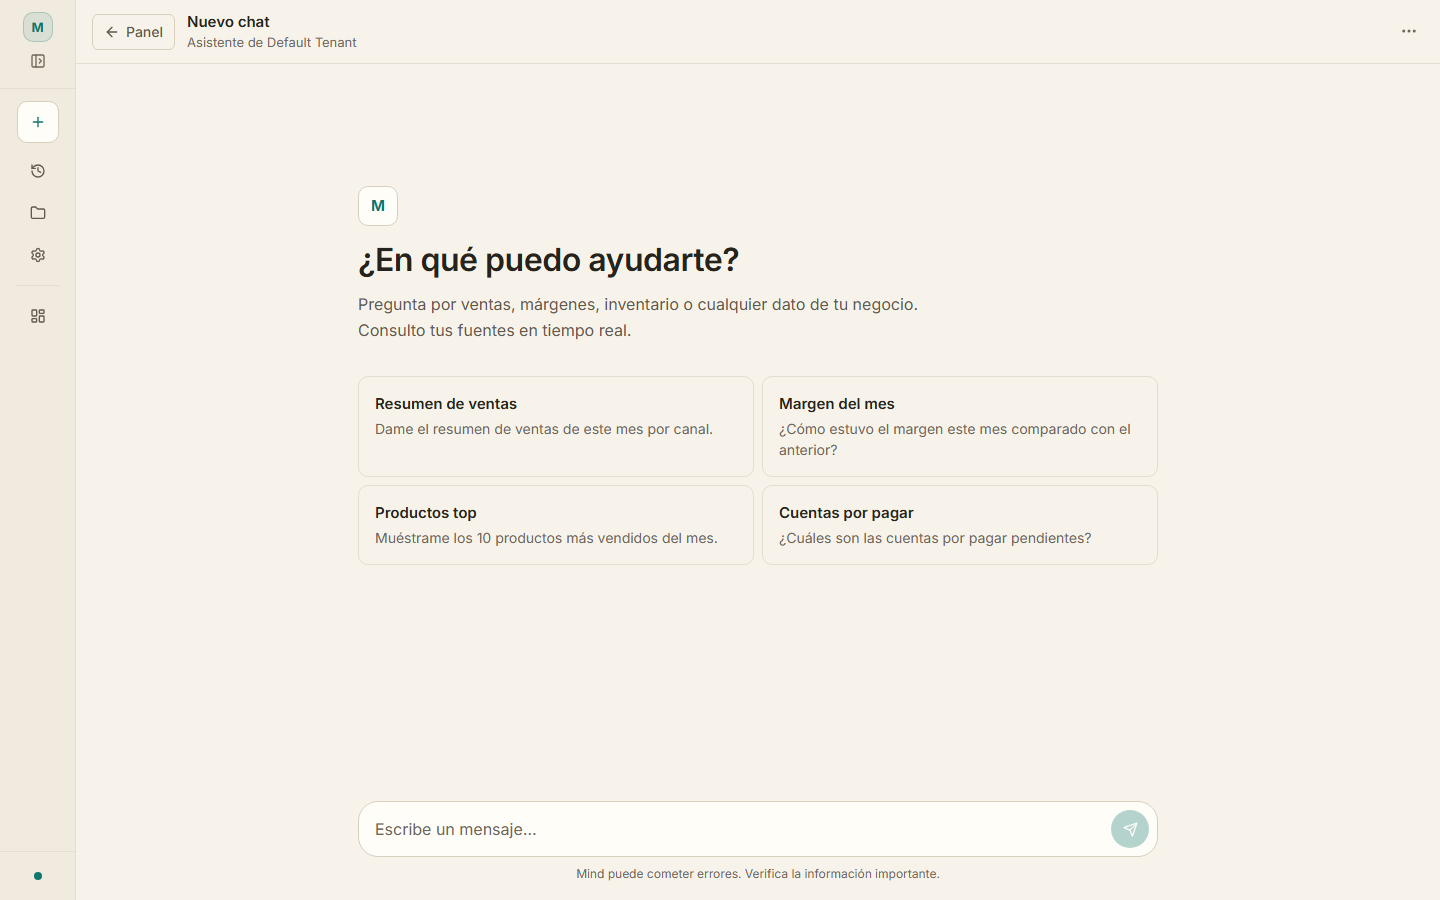 M
← Panel
Nuevo chat
Asistente de Default Tenant
M
¿En qué puedo ayudarte?
Pregunta por ventas, márgenes, inventario o cualquier dato de tu negocio.
Consulto tus fuentes en tiempo real.
Resumen de ventas
Dame el resumen de ventas de este mes por canal.
Margen del mes
¿Cómo estuvo el margen este mes comparado con el
anterior?
Productos top
Muéstrame los 10 productos más vendidos del mes.
Cuentas por pagar
¿Cuáles son las cuentas por pagar pendientes?
Escribe un mensaje...
Mind puede cometer errores. Verifica la información importante.